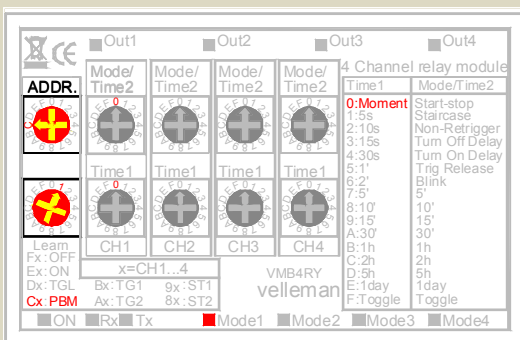 Out1 Out2 Out3 Out4
4 Channel relay module
ADDR. Mode/Time2 Mode/Time2 Mode/Time2 Mode/Time2
Time1 Mode/Time2
0:Moment Start-stop
1:5s Staircase
2:10s Non-Retrigger
3:15s Turn Off Delay
4:30s Turn On Delay
5:1' Trig Release
6:2' Blink
7:5' 5'
8:10' 10'
9:15' 15'
A:30' 30'
B:1h 1h
C:2h 2h
D:5h 5h
E:1day 1day
F:Toggle Toggle
Time1 Time1 Time1 Time1
Learn CH1 CH2 CH3 CH4
Fx:OFF
Ex:ON
Dx:TGL
Cx:PBM
x=CH1...4
Bx:TG1 9x:ST1
Ax:TG2 8x:ST2
VMB4RY
velleman
ON Rx Tx Mode1 Mode2 Mode3 Mode4